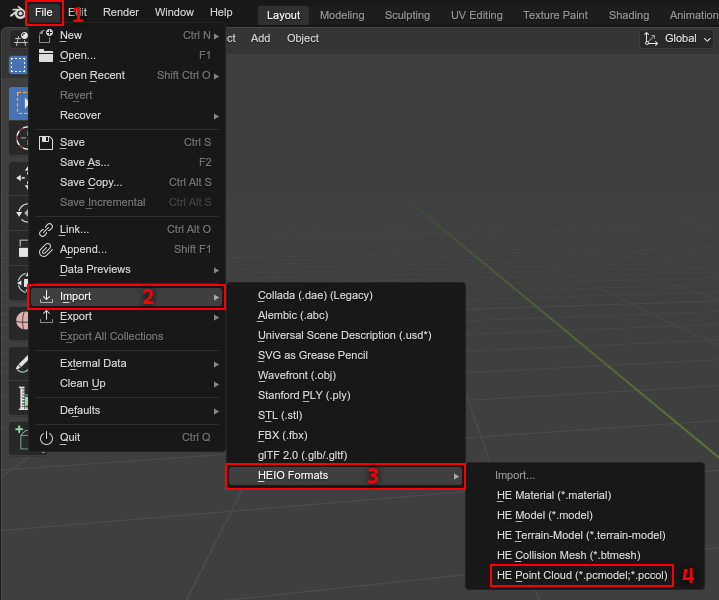 File 1 Edit Render Window Help Layout Modeling Sculpting UV Editing Texture Paint Shading Animation
ct Add Object Global
New Ctrl N
Open... F1
Open Recent Shift Ctrl O
Revert
Recover
Save Ctrl S
Save As... F2
Save Copy... Ctrl Alt S
Save Incremental Ctrl Alt S
Link... Ctrl Alt O
Append... Shift F1
Data Previews
Import 2
Export
Export All Collections
External Data
Clean Up
Defaults
Quit Ctrl Q
Collada (.dae) (Legacy)
Alembic (.abc)
Universal Scene Description (.usd*)
SVG as Grease Pencil
Wavefront (.obj)
Stanford PLY (.ply)
STL (.stl)
FBX (.fbx)
glTF 2.0 (.glb/.gltf)
HEIO Formats 3
Import...
HE Material (*.material)
HE Model (*.model)
HE Terrain-Model (*.terrain-model)
HE Collision Mesh (*.btmesh)
HE Point Cloud (*.pcmodel;*.pccol) 4